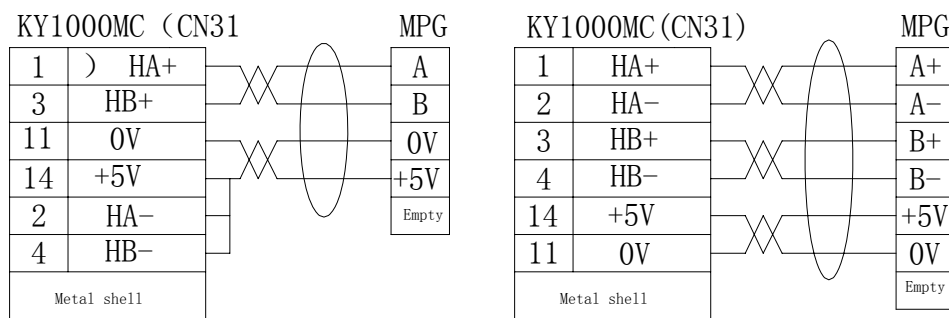 KY1000MC (CN31 MPG
1 ) HA+ A
3 HB+ B
11 0V 0V
14 +5V +5V
2 HA- Empty
4 HB-
Metal shell
KY1000MC(CN31) MPG
1 HA+ A+
2 HA- A-
3 HB+ B+
4 HB- B-
14 +5V +5V
11 0V 0V
Metal shell Empty